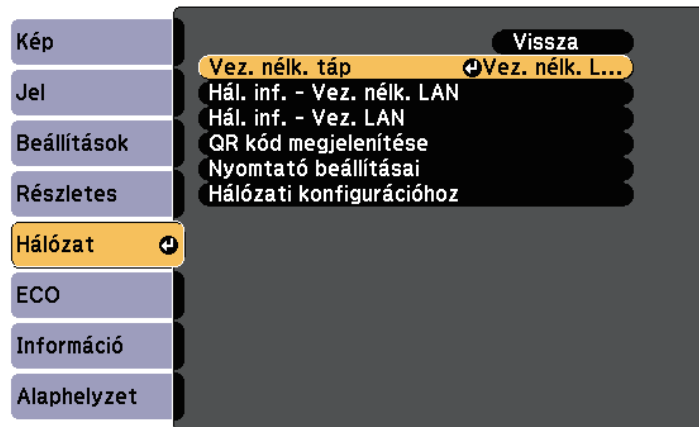 Kép
Jel
Beállítások
Részletes
Hálózat
ECO
Információ
Alaphelyzet
Vissza
Vez. nélk. táp Vez. nélk. L...
Hál. inf. - Vez. nélk. LAN
Hál. inf. - Vez. LAN
QR kód megjelenítése
Nyomtató beállításai
Hálózati konfigurációhoz